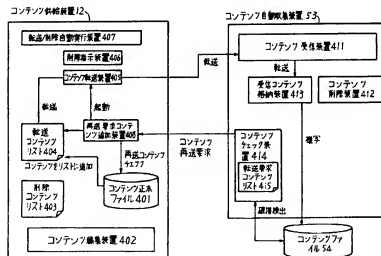 コンテンツ供給装置12
転送/削除自動実行装置407
削除指示装置406
コンテンツ転送装置405
転送
起動
転送
コンテンツ
リスト404
再送要求コンテ
ンツ追加装置408
コンテンツをリストに追加
再送コンテンツ
チェック
削除
コンテンツ
リスト403
コンテンツ正本
ファイル401
コンテンツ編集装置402
転送
コンテンツ
再送要求
コンテンツ自動収集装置53
コンテンツ受信装置411
転送
受信コンテンツ
格納装置413
コンテンツ
削除装置412
複写
コンテンツ
チェック装
置414
転送要求
コンテンツ
リスト415
破損検出
コンテンツファ
イル54